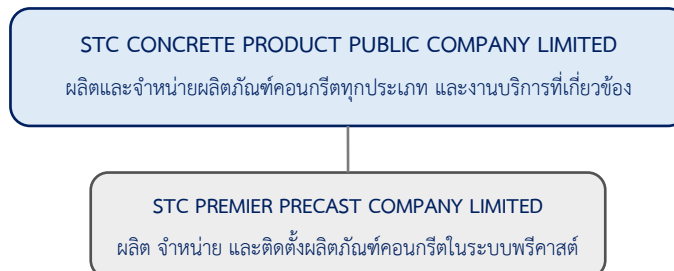 STC CONCRETE PRODUCT PUBLIC COMPANY LIMITED
ผลิตและจำหน่ายผลิตภัณฑ์คอนกรีตทุกประเภท และงานบริการที่เกี่ยวข้อง
STC PREMIER PRECAST COMPANY LIMITED
ผลิต จำหน่าย และติดตั้งผลิตภัณฑ์คอนกรีตในระบบพรีคาสต์